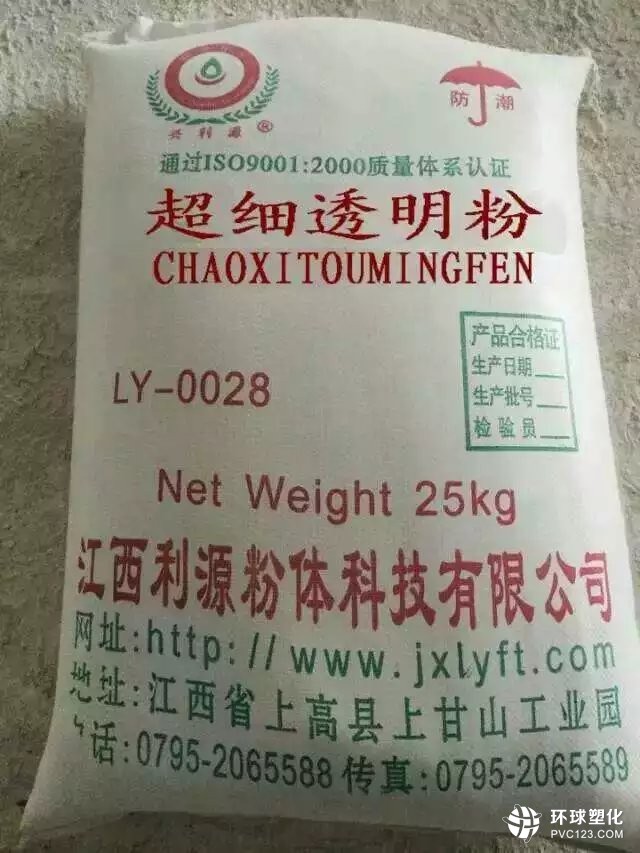 兴利源®
防潮
通过ISO9001:2000质量体系认证
超细透明粉
CHAOXITOUMINGFEN
产品合格证
生产日期
生产批号
检验员
LY-0028
Net Weight 25kg
江西利源粉体科技有限公司
网址:http://www.jxlyft.com
地址:江西省上高县上甘山工业园
话:0795-2065588 传真:0795-2065589
环球塑化
PVC123.COM